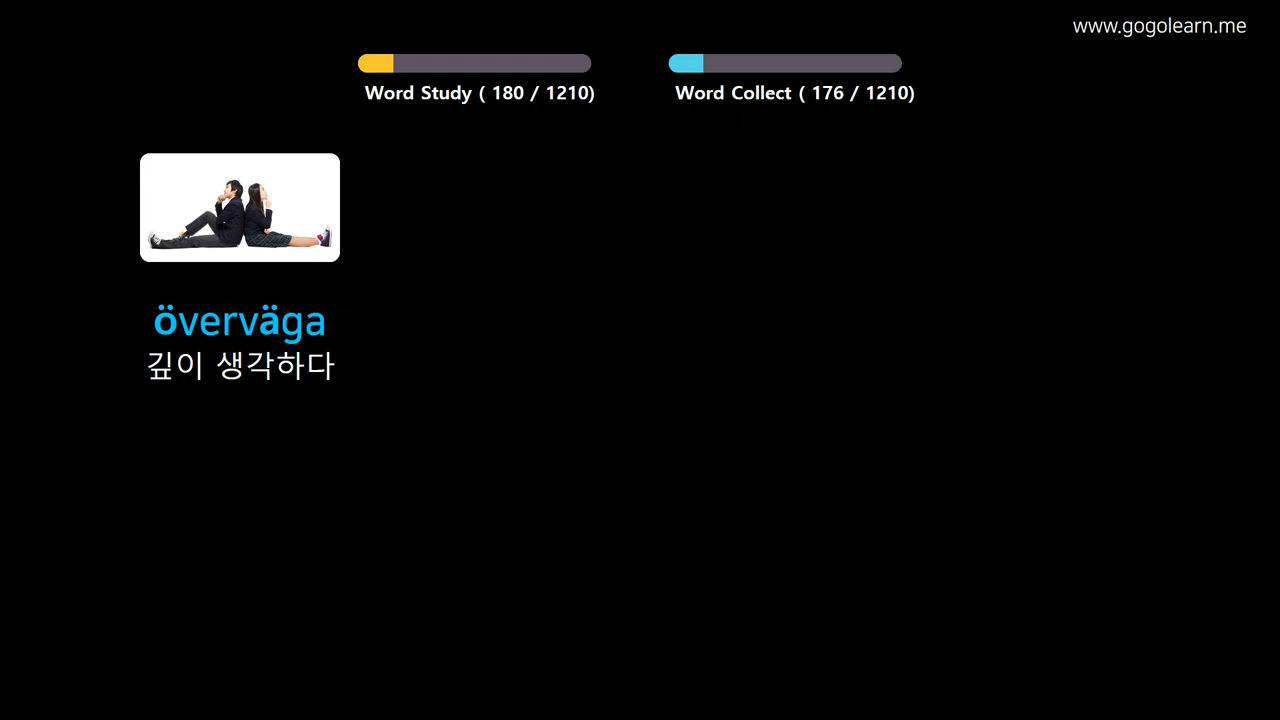 www.gogolearn.me
Word Study ( 180 / 1210)
Word Collect ( 176 / 1210)
överväga
깊이 생각하다